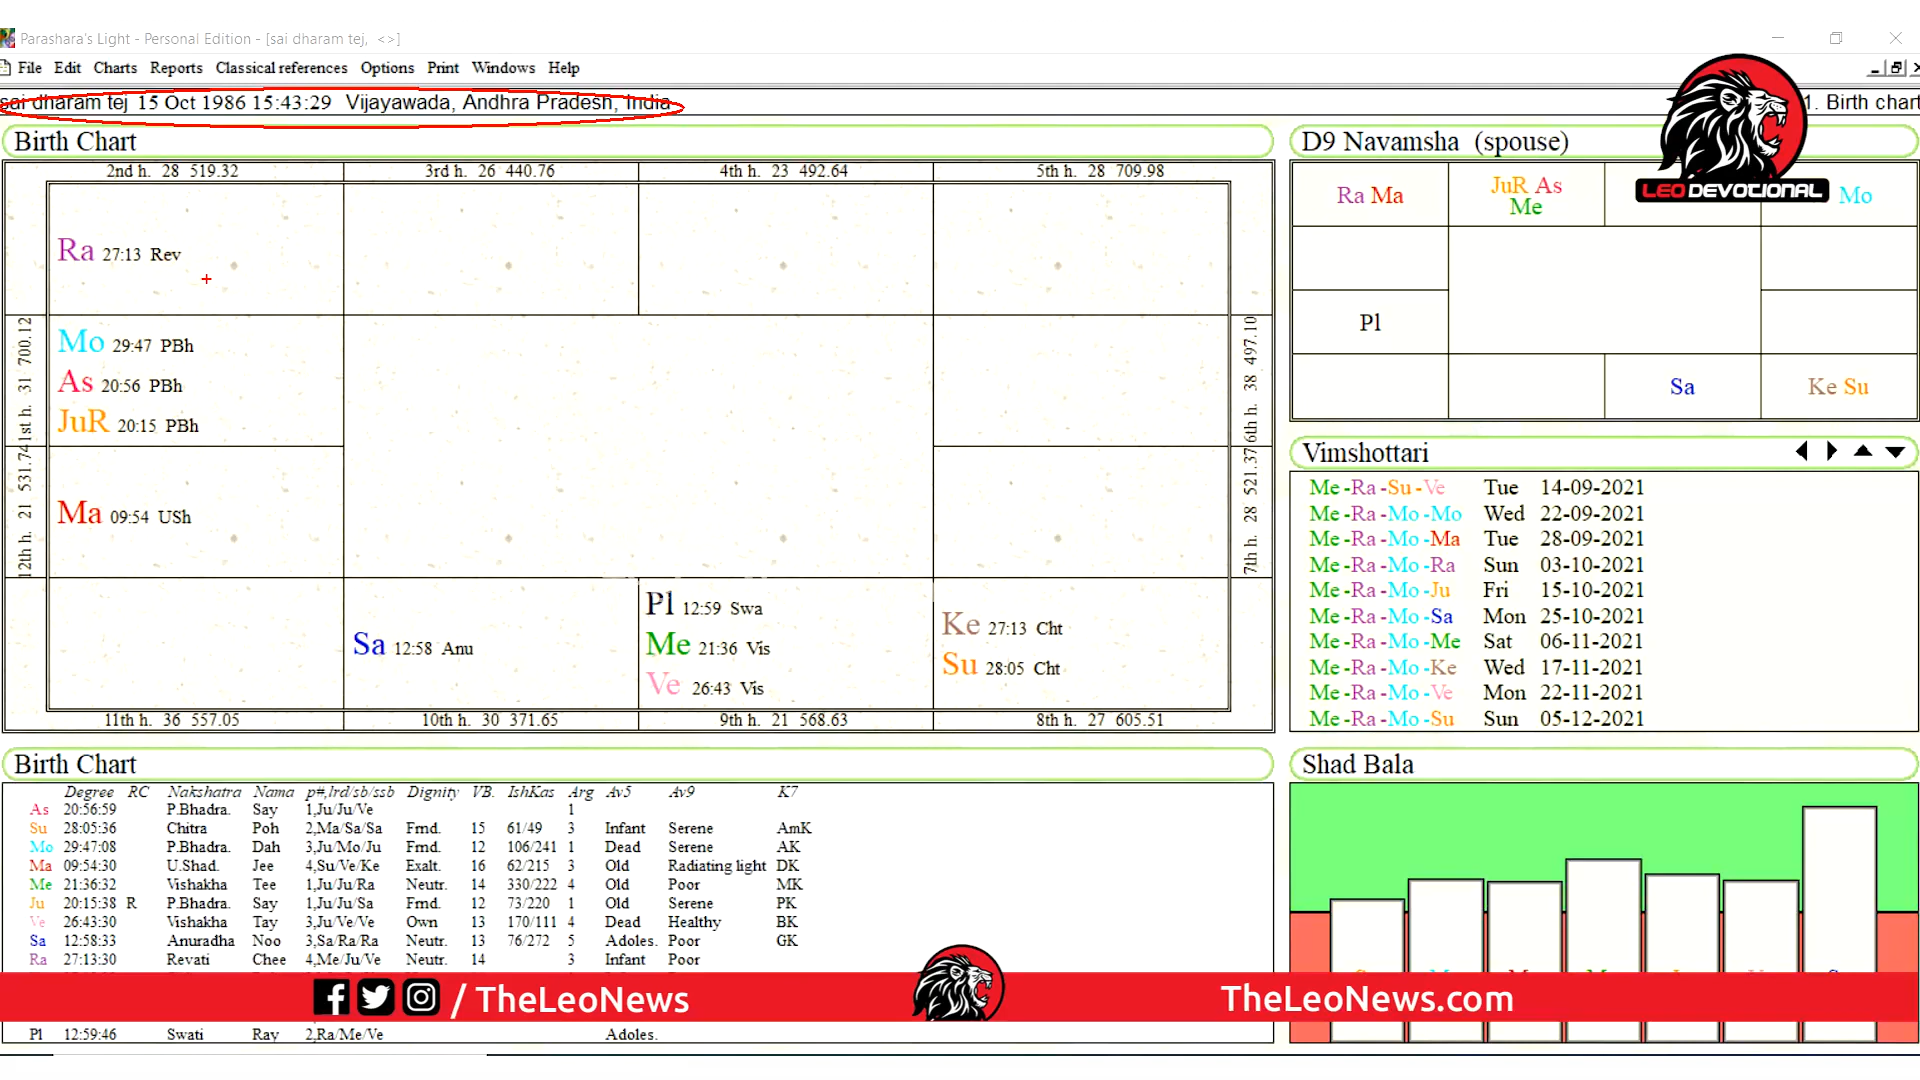 Parashara's Light - Personal Edition - [sai dharam tej, <>]
File Edit Charts Reports Classical references Options Print Windows Help
sai dharam tej 15 Oct 1986 15:43:29 Vijayawada, Andhra Pradesh, India
1. Birth chart
LEO DEVOTIONAL
Birth Chart
2nd h. 28 519.32
3rd h. 26 440.76
4th h. 23 492.64
5th h. 28 709.98
Ra 27:13 Rev
1st h. 31 700.12
Mo 29:47 PBh
As 20:56 PBh
JuR 20:15 PBh
6th h. 38 497.10
12th h. 21 531.74
Ma 09:54 USh
7th h. 28 521.37
Sa 12:58 Anu
Pl 12:59 Swa
Me 21:36 Vis
Ve 26:43 Vis
Ke 27:13 Cht
Su 28:05 Cht
11th h. 36 557.05
10th h. 30 371.65
9th h. 21 568.63
8th h. 27 605.51
D9 Navamsha (spouse)
Ra Ma
JuR As
Me
Mo
Pl
Sa
Ke Su
Vimshottari
Me -Ra -Su -Ve Tue 14-09-2021
Me -Ra -Mo -Mo Wed 22-09-2021
Me -Ra -Mo -Ma Tue 28-09-2021
Me -Ra -Mo -Ra Sun 03-10-2021
Me -Ra -Mo -Ju Fri 15-10-2021
Me -Ra -Mo -Sa Mon 25-10-2021
Me -Ra -Mo -Me Sat 06-11-2021
Me -Ra -Mo -Ke Wed 17-11-2021
Me -Ra -Mo -Ve Mon 22-11-2021
Me -Ra -Mo -Su Sun 05-12-2021
Birth Chart
Degree RC Nakshatra Nama p#,lrd/sb/ssb Dignity VB. IshKas Arg Av5 Av9 K7
As 20:56:59 P.Bhadra. Say 1,Ju/Ju/Ve 1
Su 28:05:36 Chitra Poh 2,Ma/Sa/Sa Frnd. 15 61/49 3 Infant Serene AmK
Mo 29:47:08 P.Bhadra. Dah 3,Ju/Mo/Ju Frnd. 12 106/241 1 Dead Serene AK
Ma 09:54:30 U.Shad. Jee 4,Su/Ve/Ke Exalt. 16 62/215 3 Old Radiating light DK
Me 21:36:32 Vishakha Tee 1,Ju/Ju/Ra Neutr. 14 330/222 4 Old Poor MK
Ju 20:15:38 R P.Bhadra. Say 1,Ju/Ju/Sa Frnd. 12 73/220 1 Old Serene PK
Ve 26:43:30 Vishakha Tay 3,Ju/Ve/Ve Own 13 170/111 4 Dead Healthy BK
Sa 12:58:33 Anuradha Noo 3,Sa/Ra/Ra Neutr. 13 76/272 5 Adoles. Poor GK
Ra 27:13:30 Revati Chee 4,Me/Ju/Ve Neutr. 14 3 Infant Poor
Pl 12:59:46 Swati Ray 2,Ra/Me/Ve Adoles.
Shad Bala
/ TheLeoNews
TheLeoNews.com